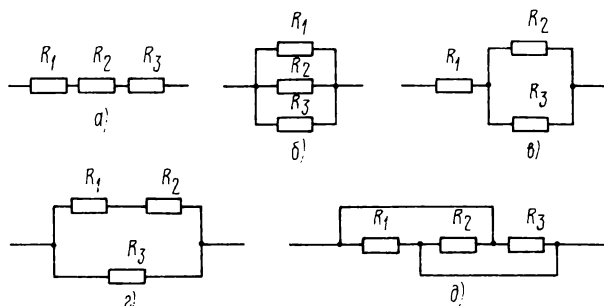 R₁ R₂ R₃
а)
R₁
R₂
R₃
б)
R₁ R₂
R₃
в)
R₁ R₂
R₃
г)
R₁ R₂ R₃
д)